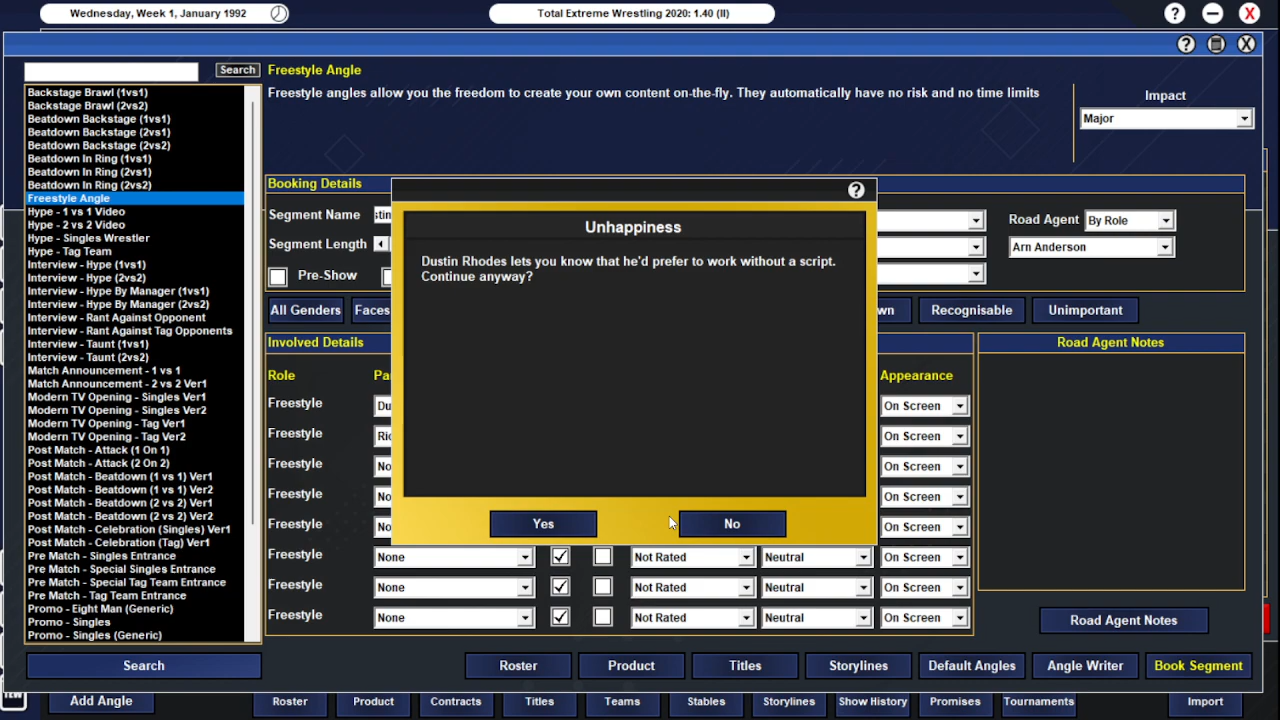 Wednesday, Week 1, January 1992
Total Extreme Wrestling 2020: 1.40 (II)
Search
Freestyle Angle
Freestyle angles allow you the freedom to create your own content on-the-fly. They automatically have no risk and no time limits
Impact
Major
Backstage Brawl (1vs1)
Backstage Brawl (2vs2)
Beatdown Backstage (1vs1)
Beatdown Backstage (2vs1)
Beatdown Backstage (2vs2)
Beatdown In Ring (1vs1)
Beatdown In Ring (2vs1)
Beatdown In Ring (2vs2)
Freestyle Angle
Hype - 1 vs 1 Video
Hype - 2 vs 2 Video
Hype - Singles Wrestler
Hype - Tag Team
Interview - Hype (1vs1)
Interview - Hype (2vs2)
Interview - Hype By Manager (1vs1)
Interview - Hype By Manager (2vs2)
Interview - Rant Against Opponent
Interview - Rant Against Tag Opponents
Interview - Taunt (1vs1)
Interview - Taunt (2vs2)
Match Announcement - 1 vs 1
Match Announcement - 2 vs 2 Ver1
Modern TV Opening - Singles Ver1
Modern TV Opening - Singles Ver2
Modern TV Opening - Tag Ver1
Modern TV Opening - Tag Ver2
Post Match - Attack (1 On 1)
Post Match - Attack (2 On 2)
Post Match - Beatdown (1 vs 1) Ver1
Post Match - Beatdown (1 vs 1) Ver2
Post Match - Beatdown (2 vs 2) Ver1
Post Match - Beatdown (2 vs 2) Ver2
Post Match - Celebration (Singles) Ver1
Post Match - Celebration (Tag) Ver1
Pre Match - Singles Entrance
Pre Match - Special Singles Entrance
Pre Match - Special Tag Team Entrance
Pre Match - Tag Team Entrance
Promo - Eight Man (Generic)
Promo - Singles
Promo - Singles (Generic)
Search
Booking Details
Segment Name
stin
Segment Length
Pre-Show
Road Agent
By Role
Arn Anderson
All Genders
Faces
wn
Recognisable
Unimportant
Involved Details
Role
Pa
Appearance
Freestyle
Du
On Screen
Freestyle
Ric
On Screen
Freestyle
No
On Screen
Freestyle
No
On Screen
Freestyle
No
On Screen
Freestyle
None
Not Rated
Neutral
On Screen
Freestyle
None
Not Rated
Neutral
On Screen
Freestyle
None
Not Rated
Neutral
On Screen
Road Agent Notes
Road Agent Notes
Unhappiness
Dustin Rhodes lets you know that he'd prefer to work without a script.
Continue anyway?
Yes
No
Roster
Product
Titles
Storylines
Default Angles
Angle Writer
Book Segment
Add Angle
Roster
Product
Contracts
Titles
Teams
Stables
Storylines
Show History
Promises
Tournaments
Import